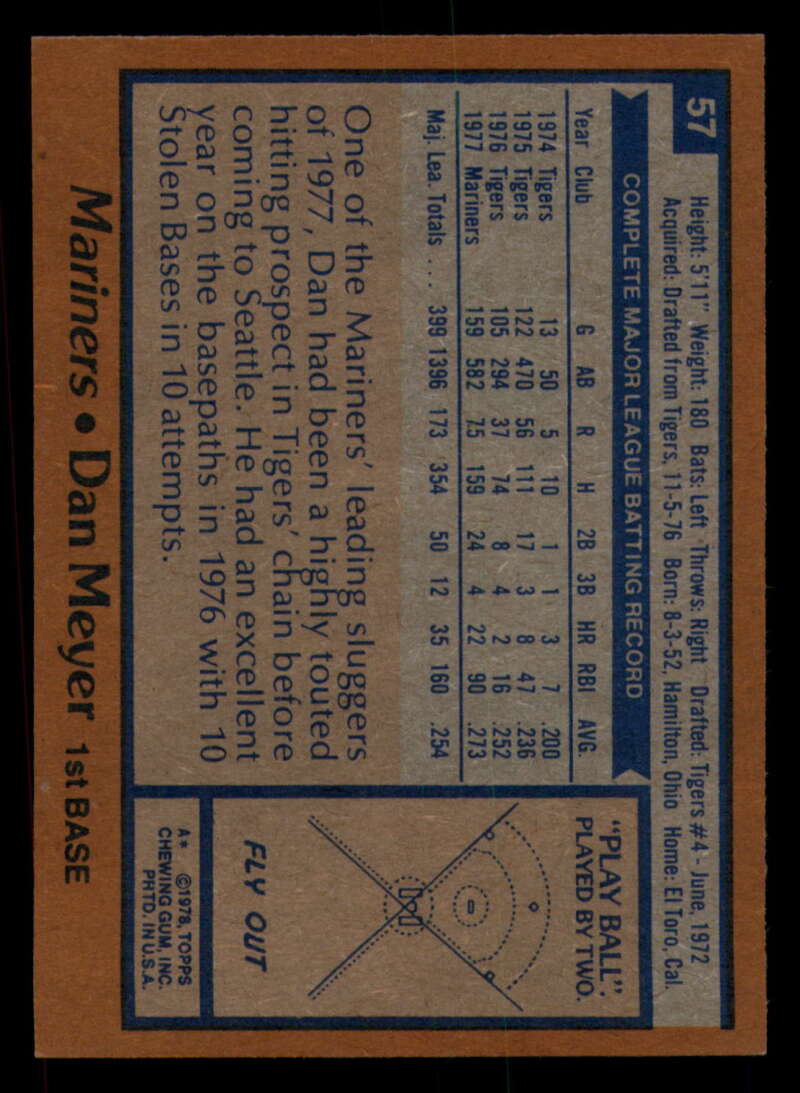 57
Height: 5'11" Weight: 180 Bats: Left Throws: Right Drafted: Tigers #4 - June, 1972
Acquired: Drafted from Tigers, 11-5-76 Born: 8-3-52, Hamilton, Ohio Home: El Toro, Cal.
COMPLETE MAJOR LEAGUE BATTING RECORD
Year Club G AB R H 2B 3B HR RBI AVG.
1974 Tigers 13 50 5 10 1 1 3 7 .200
1975 Tigers 122 470 56 111 17 3 8 47 .236
1976 Tigers 105 294 37 74 8 4 2 16 .252
1977 Mariners 159 582 75 159 24 4 22 90 .273
Maj. Lea. Totals ... 399 1396 173 354 50 12 35 160 .254
One of the Mariners' leading sluggers
of 1977, Dan had been a highly touted
hitting prospect in Tigers' chain before
coming to Seattle. He had an excellent
year on the basepaths in 1976 with 10
Stolen Bases in 10 attempts.
"PLAY BALL"
PLAYED BY TWO.
FLY OUT
A* ©1978, TOPPS
CHEWING GUM, INC.
PRTD. IN U.S.A.
Mariners • Dan Meyer 1st BASE